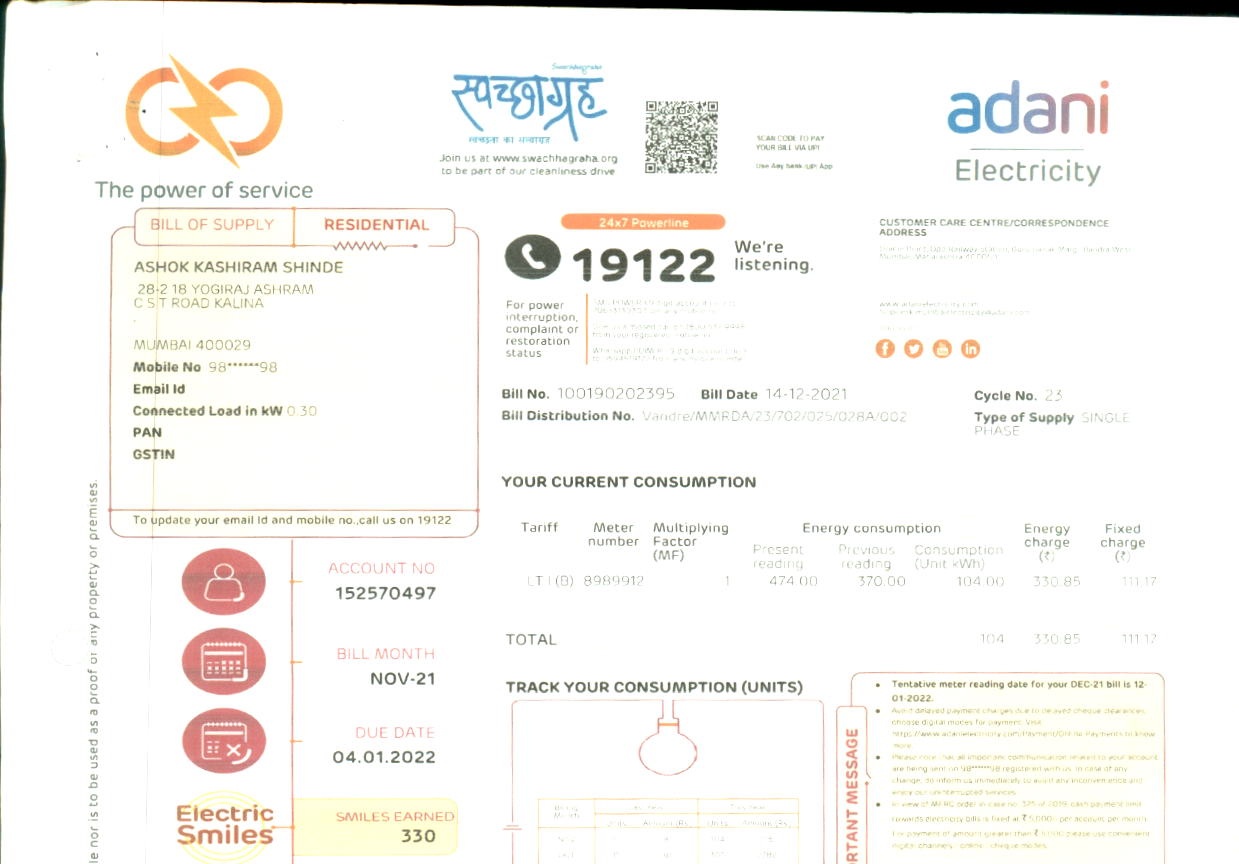 The power of service
Swachhagraha
स्वच्छाग्रह
स्वच्छता का सत्याग्रह
Join us at www.swachhagraha.org
to be part of our cleanliness drive
SCAN CODE TO PAY
YOUR BILL VIA UPI
Use Any bank UPI App
adani
Electricity
BILL OF SUPPLY
RESIDENTIAL
ASHOK KASHIRAM SHINDE
28-2 18 YOGIRAJ ASHRAM
C S T ROAD KALINA
.
MUMBAI 400029
Mobile No 98******98
Email Id
Connected Load in kW 0.30
PAN
GSTIN
To update your email Id and mobile no.,call us on 19122
24x7 Powerline
19122
We're
listening.
For power
interruption,
complaint or
restoration
status
CUSTOMER CARE CENTRE/CORRESPONDENCE
ADDRESS
www.adanielectricity.com
Bill No. 100190202395 Bill Date 14-12-2021 Cycle No. 23
Bill Distribution No. Vandre/MMRDA/23/702/025/028A/002 Type of Supply SINGLE
PHASE
YOUR CURRENT CONSUMPTION
Tariff Meter number Multiplying Factor (MF) Energy consumption Energy charge (₹) Fixed charge (₹)
Present reading Previous reading Consumption (Unit kWh)
LT I (B) 8989912 1 474.00 370.00 104.00 330.85 111.17
TOTAL 104 330.85 111.17
ACCOUNT NO
152570497
BILL MONTH
NOV-21
DUE DATE
04.01.2022
Electric
Smiles
SMILES EARNED
330
TRACK YOUR CONSUMPTION (UNITS)
RTANT MESSAGE
Tentative meter reading date for your DEC-21 bill is 12-
01-2022.
Avoid delayed payment charges due to delayed cheque clearances,
choose digital modes for payment. Visit
https://www.adanielectricity.com/Payment/Online-Payments to know
more.
Please note that all important communication related to your account
are being sent on 98******98 registered with us. In case of any
change, do inform us immediately to avoid any inconvenience and
enjoy our uninterrupted services.
In view of MERC order in case no. 325 of 2019, cash payment limit
towards electricity bills is fixed at ₹ 5,000/- per account per month.
For payment of amount greater than ₹ 5,000 please use convenient
digital channels / online / cheque modes.
le nor is to be used as a proof of any property or premises.